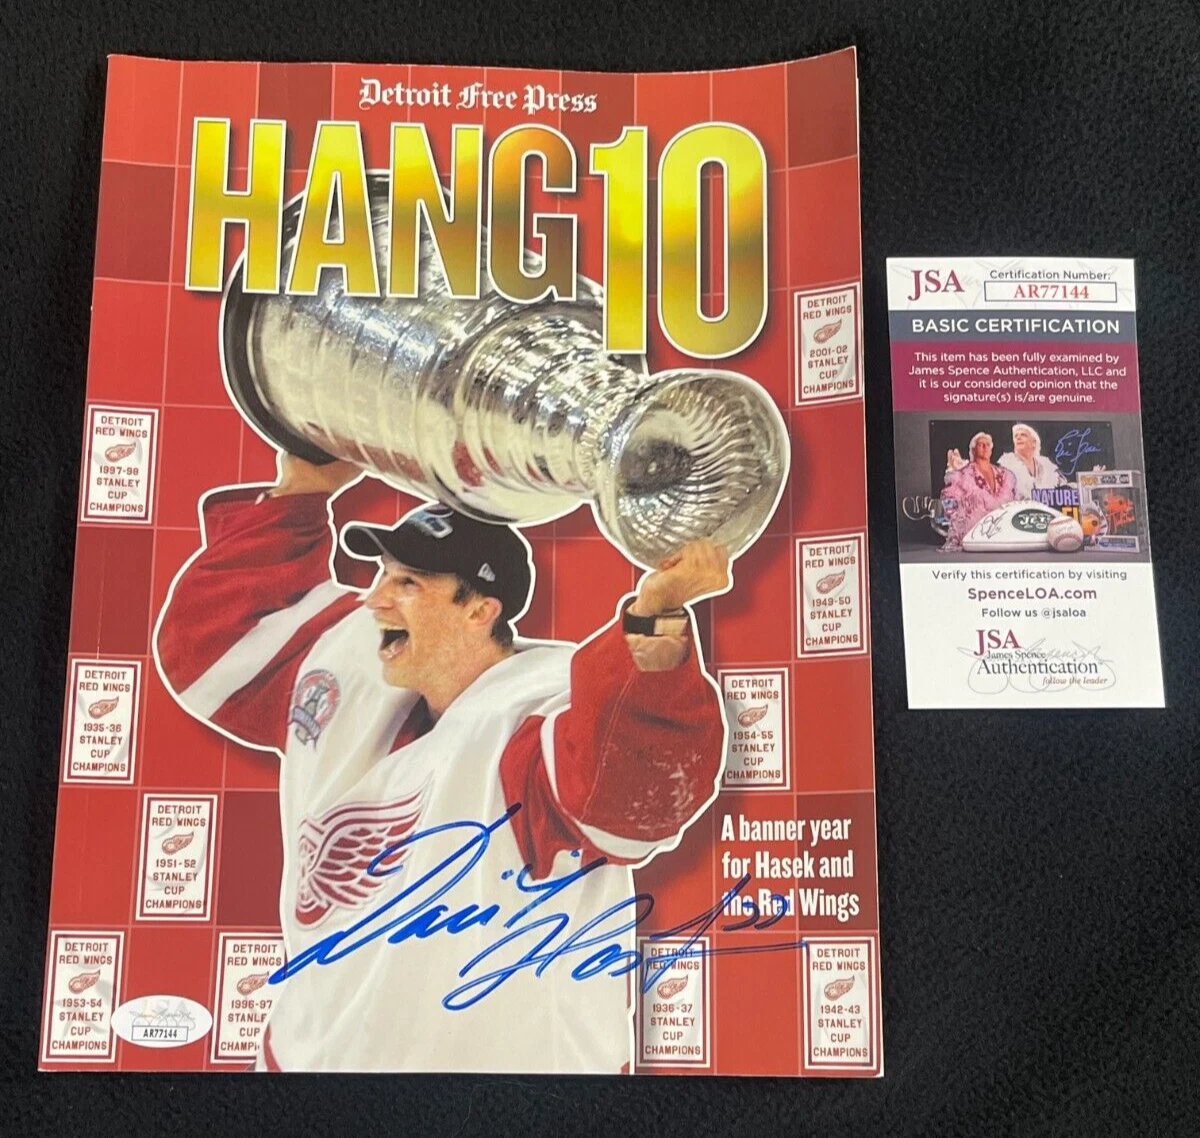 Detroit Free Press
HANG 10
DETROIT
RED WINGS
2001-02
STANLEY
CUP
CHAMPIONS
DETROIT
RED WINGS
1997-98
STANLEY
CUP
CHAMPIONS
DETROIT
RED WINGS
1949-50
STANLEY
CUP
CHAMPIONS
DETROIT
RED WINGS
1935-36
STANLEY
CUP
CHAMPIONS
DETROIT
RED WINGS
1954-55
STANLEY
CUP
CHAMPIONS
DETROIT
RED WINGS
1951-52
STANLEY
CUP
CHAMPIONS
A banner year
for Hasek and
the Red Wings
DETROIT
RED WINGS
1953-54
STANLEY
CUP
CHAMPIONS
DETROIT
RED WINGS
1996-97
STANLE
CUP
CHAMPI
DETROIT
RED WINGS
1936-37
STANLEY
CUP
CHAMPIONS
DETROIT
RED WINGS
1942-43
STANLEY
CUP
CHAMPIONS
AR77144
JSA
Certification Number:
AR77144
BASIC CERTIFICATION
This item has been fully examined by
James Spence Authentication, LLC and
it is our considered opinion that the
signature(s) is/are genuine.
NATURE
JETS
Verify this certification by visiting
SpenceLOA.com
Follow us @jsaloa
JSA
James Spence
Authentication
follow the leader